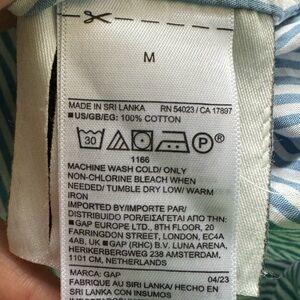 M
MADE IN SRI LANKA RN 54023 / CA 17897
■US/GB/EG: 100% COTTON
30 P
1166
MACHINE WASH COLD/ ONLY
NON-CHLORINE BLEACH WHEN
NEEDED/ TUMBLE DRY LOW/ WARM
IRON
IMPORTED BY/IMPORTE PAR/
DISTRIBUIDO POR/ΕΙΣΑΓΕΤΑΙ ΑΠΟ ΤΗΝ:
■GAP EUROPE LTD., 8TH FLOOR, 20
FARRINGDON STREET, LONDON, EC4A
4AB, UK ■GAP (RHC) B.V. LUNA ARENA,
HERIKERBERGWEG 238 AMSTERDAM,
1101 CM, NETHERLANDS
MARCA: GAP 04/23
FABRIQUE AU SIRI LANKA/ HECHO EN
SRI LANKA CON INSUMOS